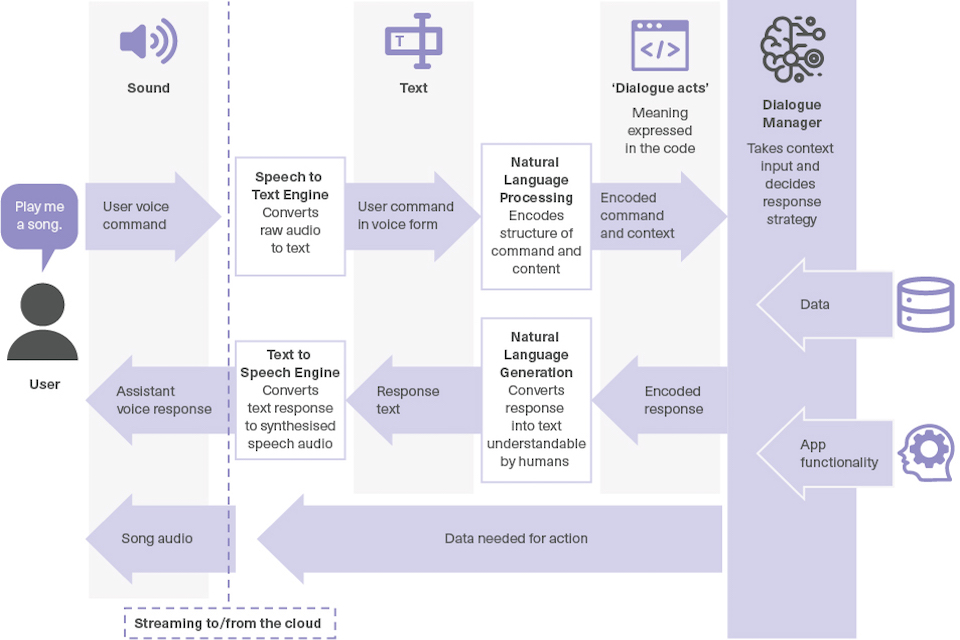 Sound
Text
‘Dialogue acts’
Meaning
expressed
in the code
Dialogue
Manager
Takes context
input and
decides
response
strategy
Play me
a song.
User
User voice
command
Speech to
Text Engine
Converts
raw audio
to text
User command
in voice form
Natural
Language
Processing
Encodes
structure of
command and
content
Encoded
command
and context
Data
App
functionality
Encoded
response
Natural
Language
Generation
Converts
response
into text
understandable
by humans
Response
text
Text to
Speech Engine
Converts
text response
to synthesised
speech audio
Assistant
voice response
Data needed for action
Song audio
Streaming to/from the cloud
T